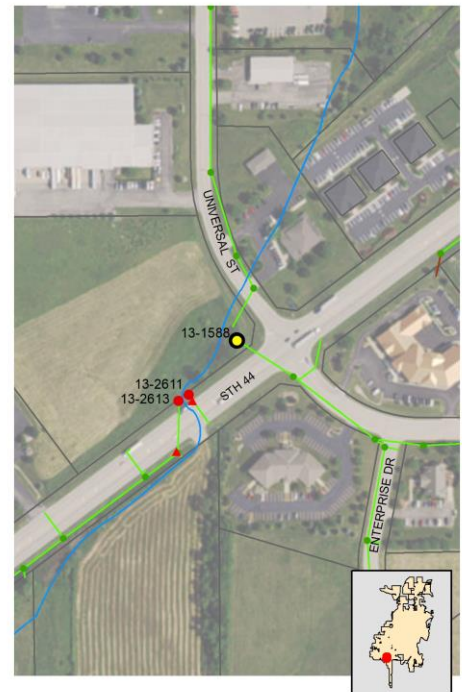 UNIVERSAL ST
13-1588
13-2611
13-2613
STH 44
ENTERPRISE DR